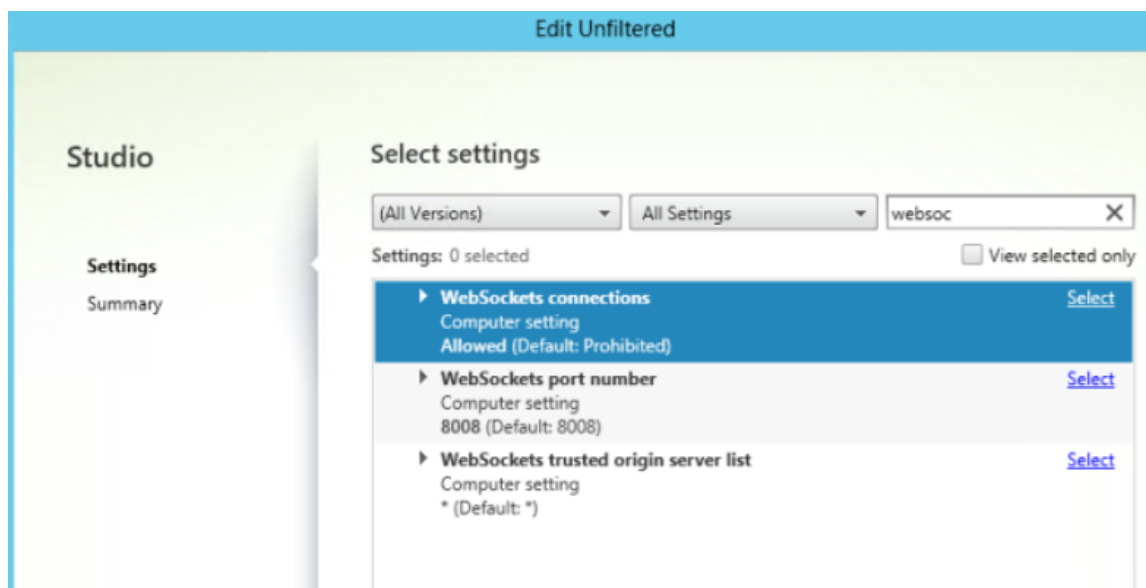 Edit Unfiltered
Studio
Settings
Summary
Select settings
(All Versions) All Settings websoc
Settings: 0 selected View selected only
WebSockets connections Select
Computer setting
Allowed (Default: Prohibited)
WebSockets port number Select
Computer setting
8008 (Default: 8008)
WebSockets trusted origin server list Select
Computer setting
* (Default: *)